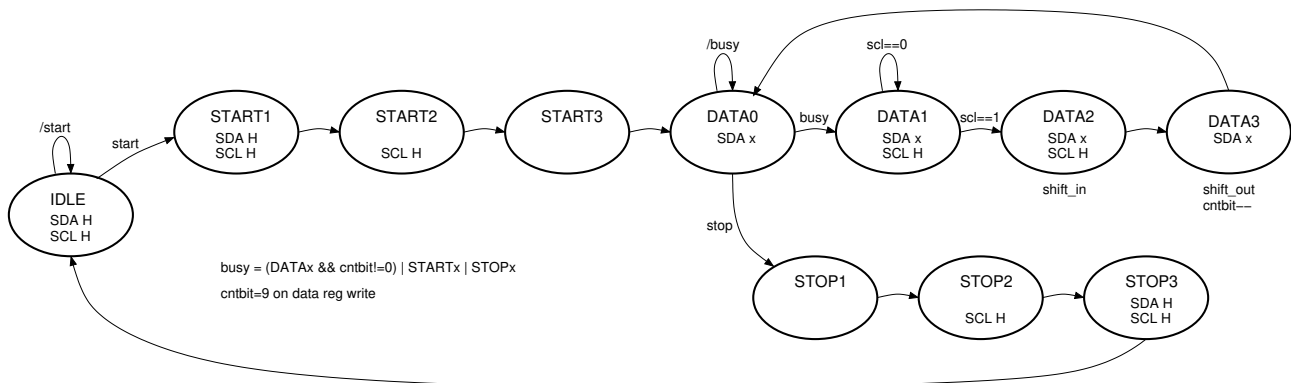 /busy
scl==0
START1
SDA H
SCL H
START2
SCL H
START3
DATA0
SDA x
busy
DATA1
SDA x
SCL H
scl==1
DATA2
SDA x
SCL H
shift_in
DATA3
SDA x
shift_out
cntbit−−
/start
start
IDLE
SDA H
SCL H
stop
busy = (DATAx && cntbit!=0) | STARTx | STOPx
cntbit=9 on data reg write
STOP1
STOP2
SCL H
STOP3
SDA H
SCL H